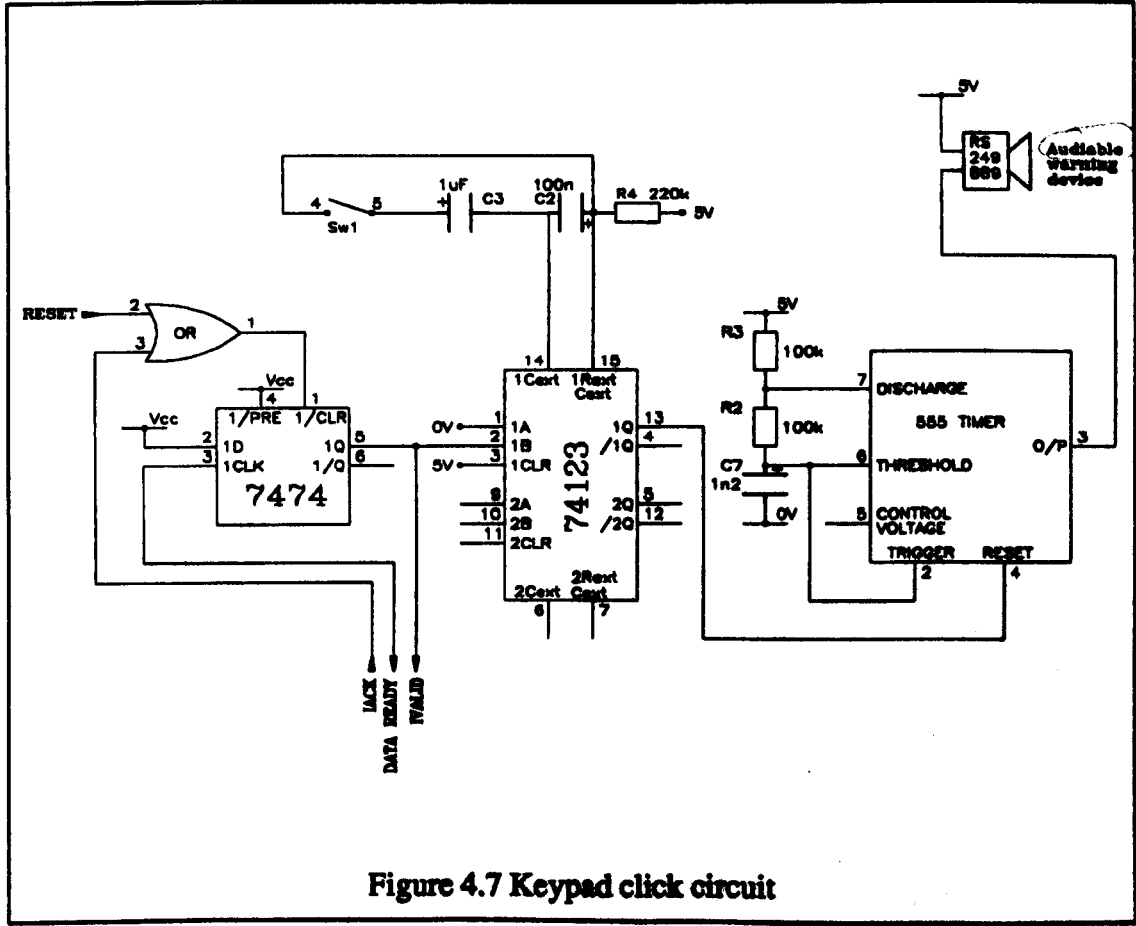 5V
RS
249
889
Audiable
warning
device
1uF
C3
100n
C2
R4 220k
5V
4
5
Sw1
RESET
2
3
OR
1
Vcc
4
1
1/PRE 1/CLR
Vcc
2
1D
1Q
5
3
1CLK
1/Q
6
7474
14
15
1Cext
1Rext
Cext
0V
1
1A
2
1B
5V
3
1CLR
9
2A
10
2B
11
2CLR
74123
1Q
13
/1Q
4
2Q
5
/2Q
12
2Cext
2Rext
Cext
6
7
5V
R3
100k
R2
100k
C7
1n2
0V
7
DISCHARGE
555 TIMER
O/P
3
6
THRESHOLD
5
CONTROL
VOLTAGE
TRIGGER
RESET
2
4
IACK
DATA READY
IVALID
Figure 4.7 Keypad click circuit